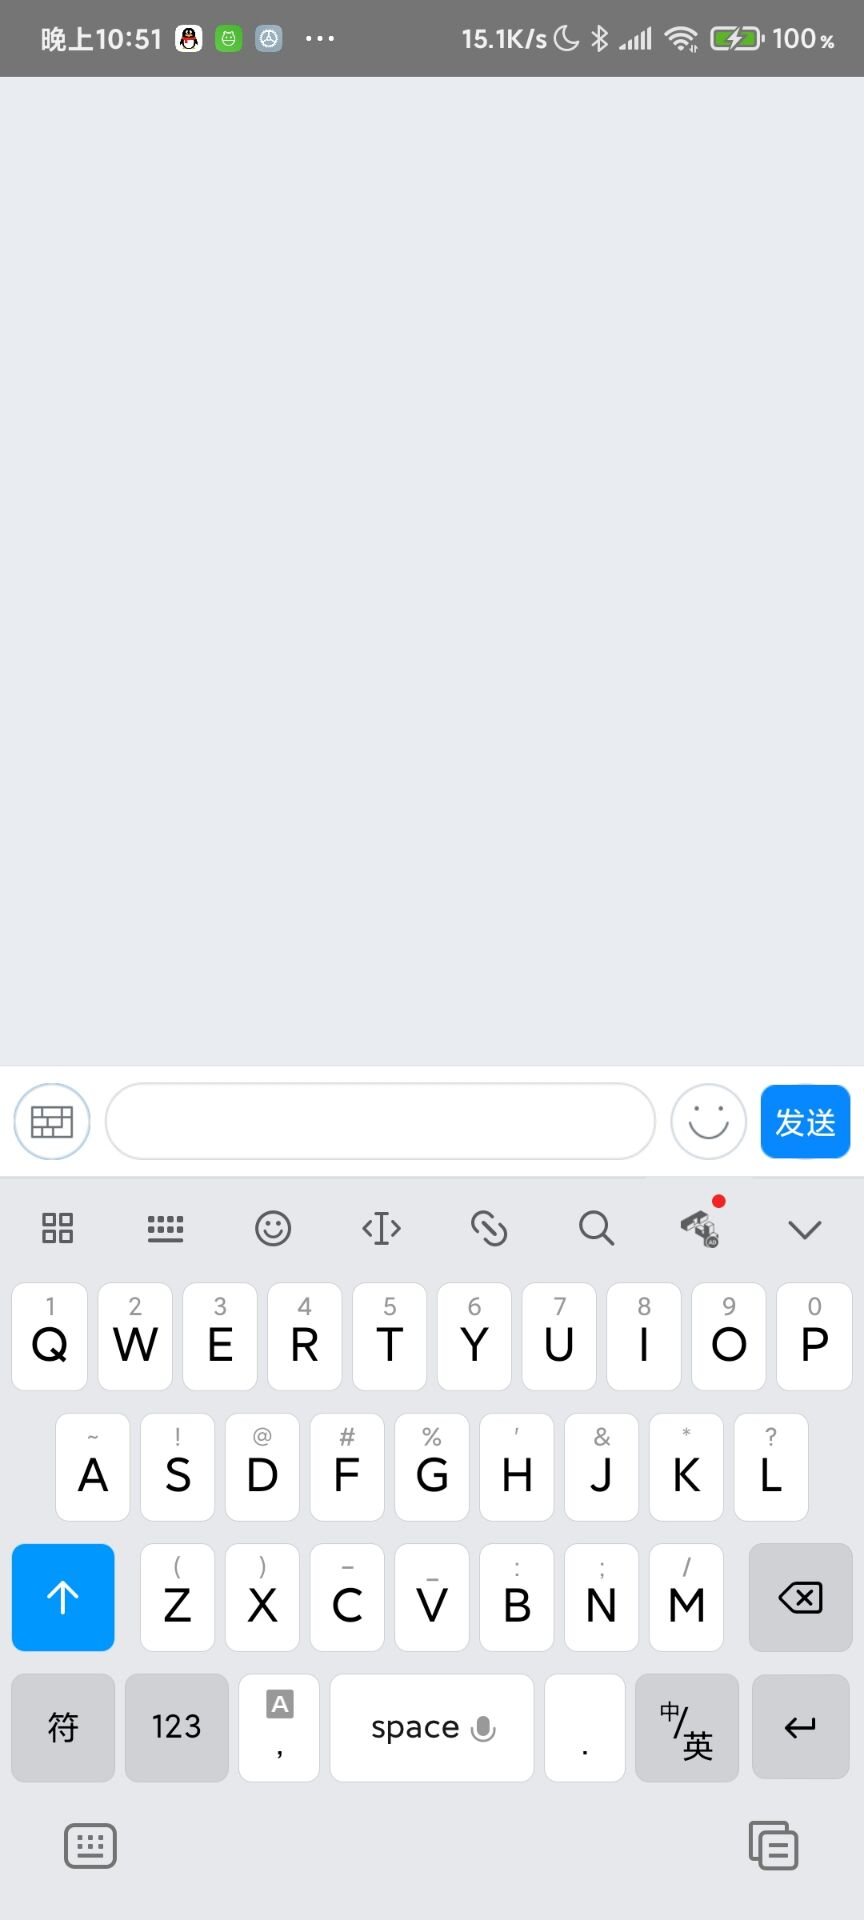 晚上10:51 ··· 15.1K/s 100%
发送
1 2 3 4 5 6 7 8 9 0
Q W E R T Y U I O P
~ ! @ # % ' & * ?
A S D F G H J K L
( ) – _ : ; /
Z X C V B N M
符 123 A , space . 中/英